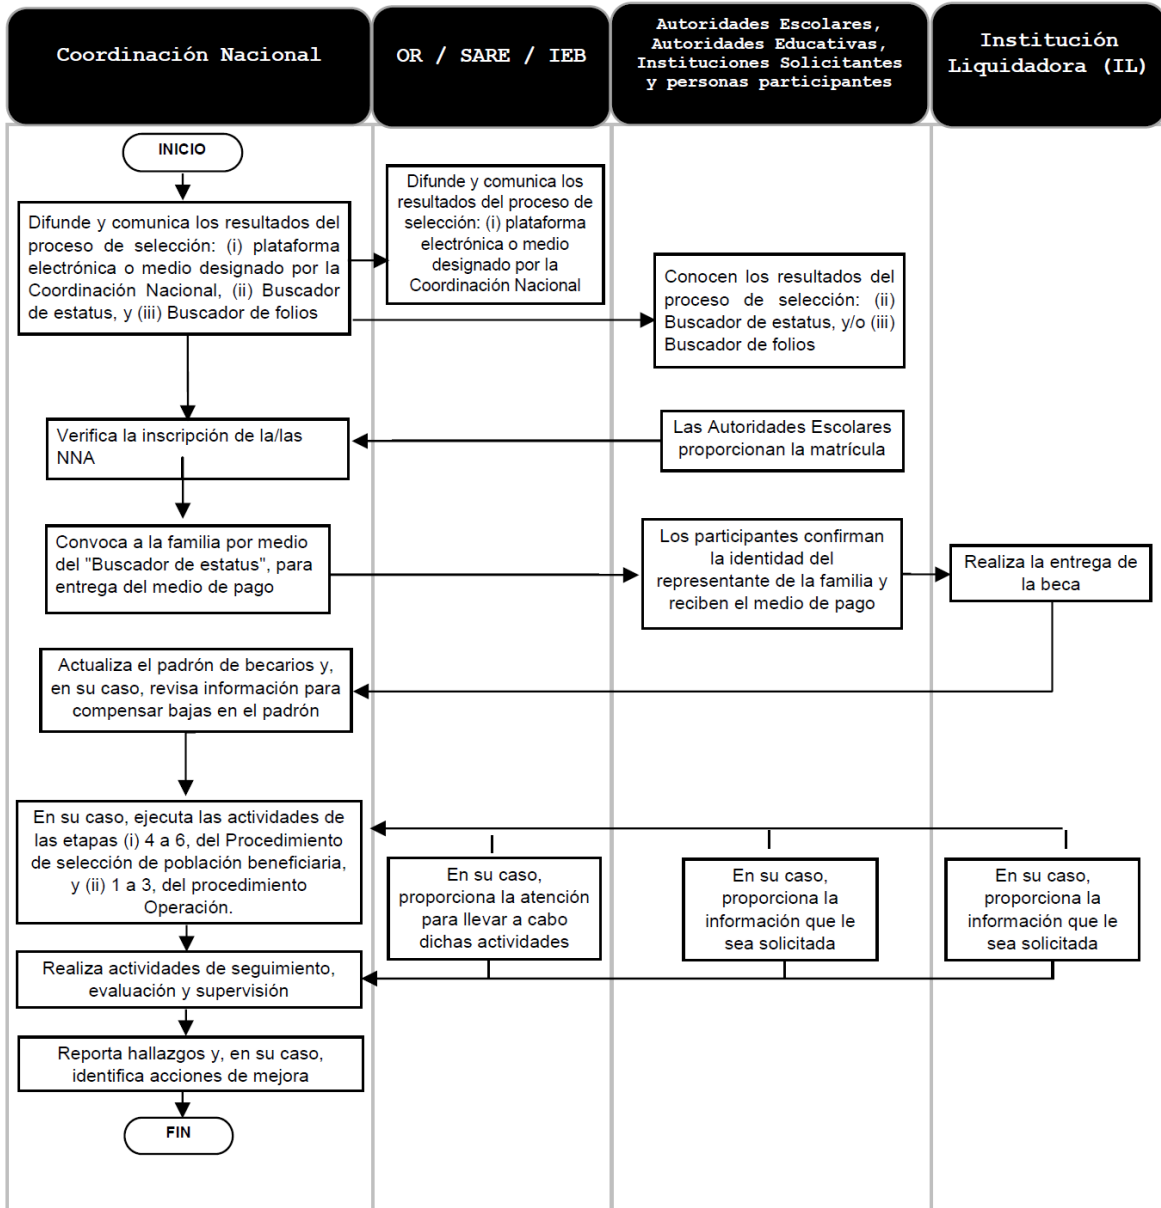 Coordinación Nacional
OR / SARE / IEB
Autoridades Escolares,
Autoridades Educativas,
Instituciones Solicitantes
y personas participantes
Institución
Liquidadora (IL)
INICIO
Difunde y comunica los resultados del
proceso de selección: (i) plataforma
electrónica o medio designado por la
Coordinación Nacional, (ii) Buscador
de estatus, y (iii) Buscador de folios
Difunde y comunica los
resultados del proceso de
selección: (i) plataforma
electrónica o medio
designado por la
Coordinación Nacional
Conocen los resultados del
proceso de selección: (ii)
Buscador de estatus, y/o (iii)
Buscador de folios
Verifica la inscripción de la/las
NNA
Las Autoridades Escolares
proporcionan la matrícula
Convoca a la familia por medio
del "Buscador de estatus", para
entrega del medio de pago
Los participantes confirman
la identidad del
representante de la familia y
reciben el medio de pago
Realiza la entrega de
la beca
Actualiza el padrón de becarios y,
en su caso, revisa información para
compensar bajas en el padrón
En su caso, ejecuta las actividades de
las etapas (i) 4 a 6, del Procedimiento
de selección de población beneficiaria,
y (ii) 1 a 3, del procedimiento
Operación.
En su caso,
proporciona la atención
para llevar a cabo
dichas actividades
En su caso,
proporciona la
información que le
sea solicitada
En su caso,
proporciona la
información que le
sea solicitada
Realiza actividades de seguimiento,
evaluación y supervisión
Reporta hallazgos y, en su caso,
identifica acciones de mejora
FIN